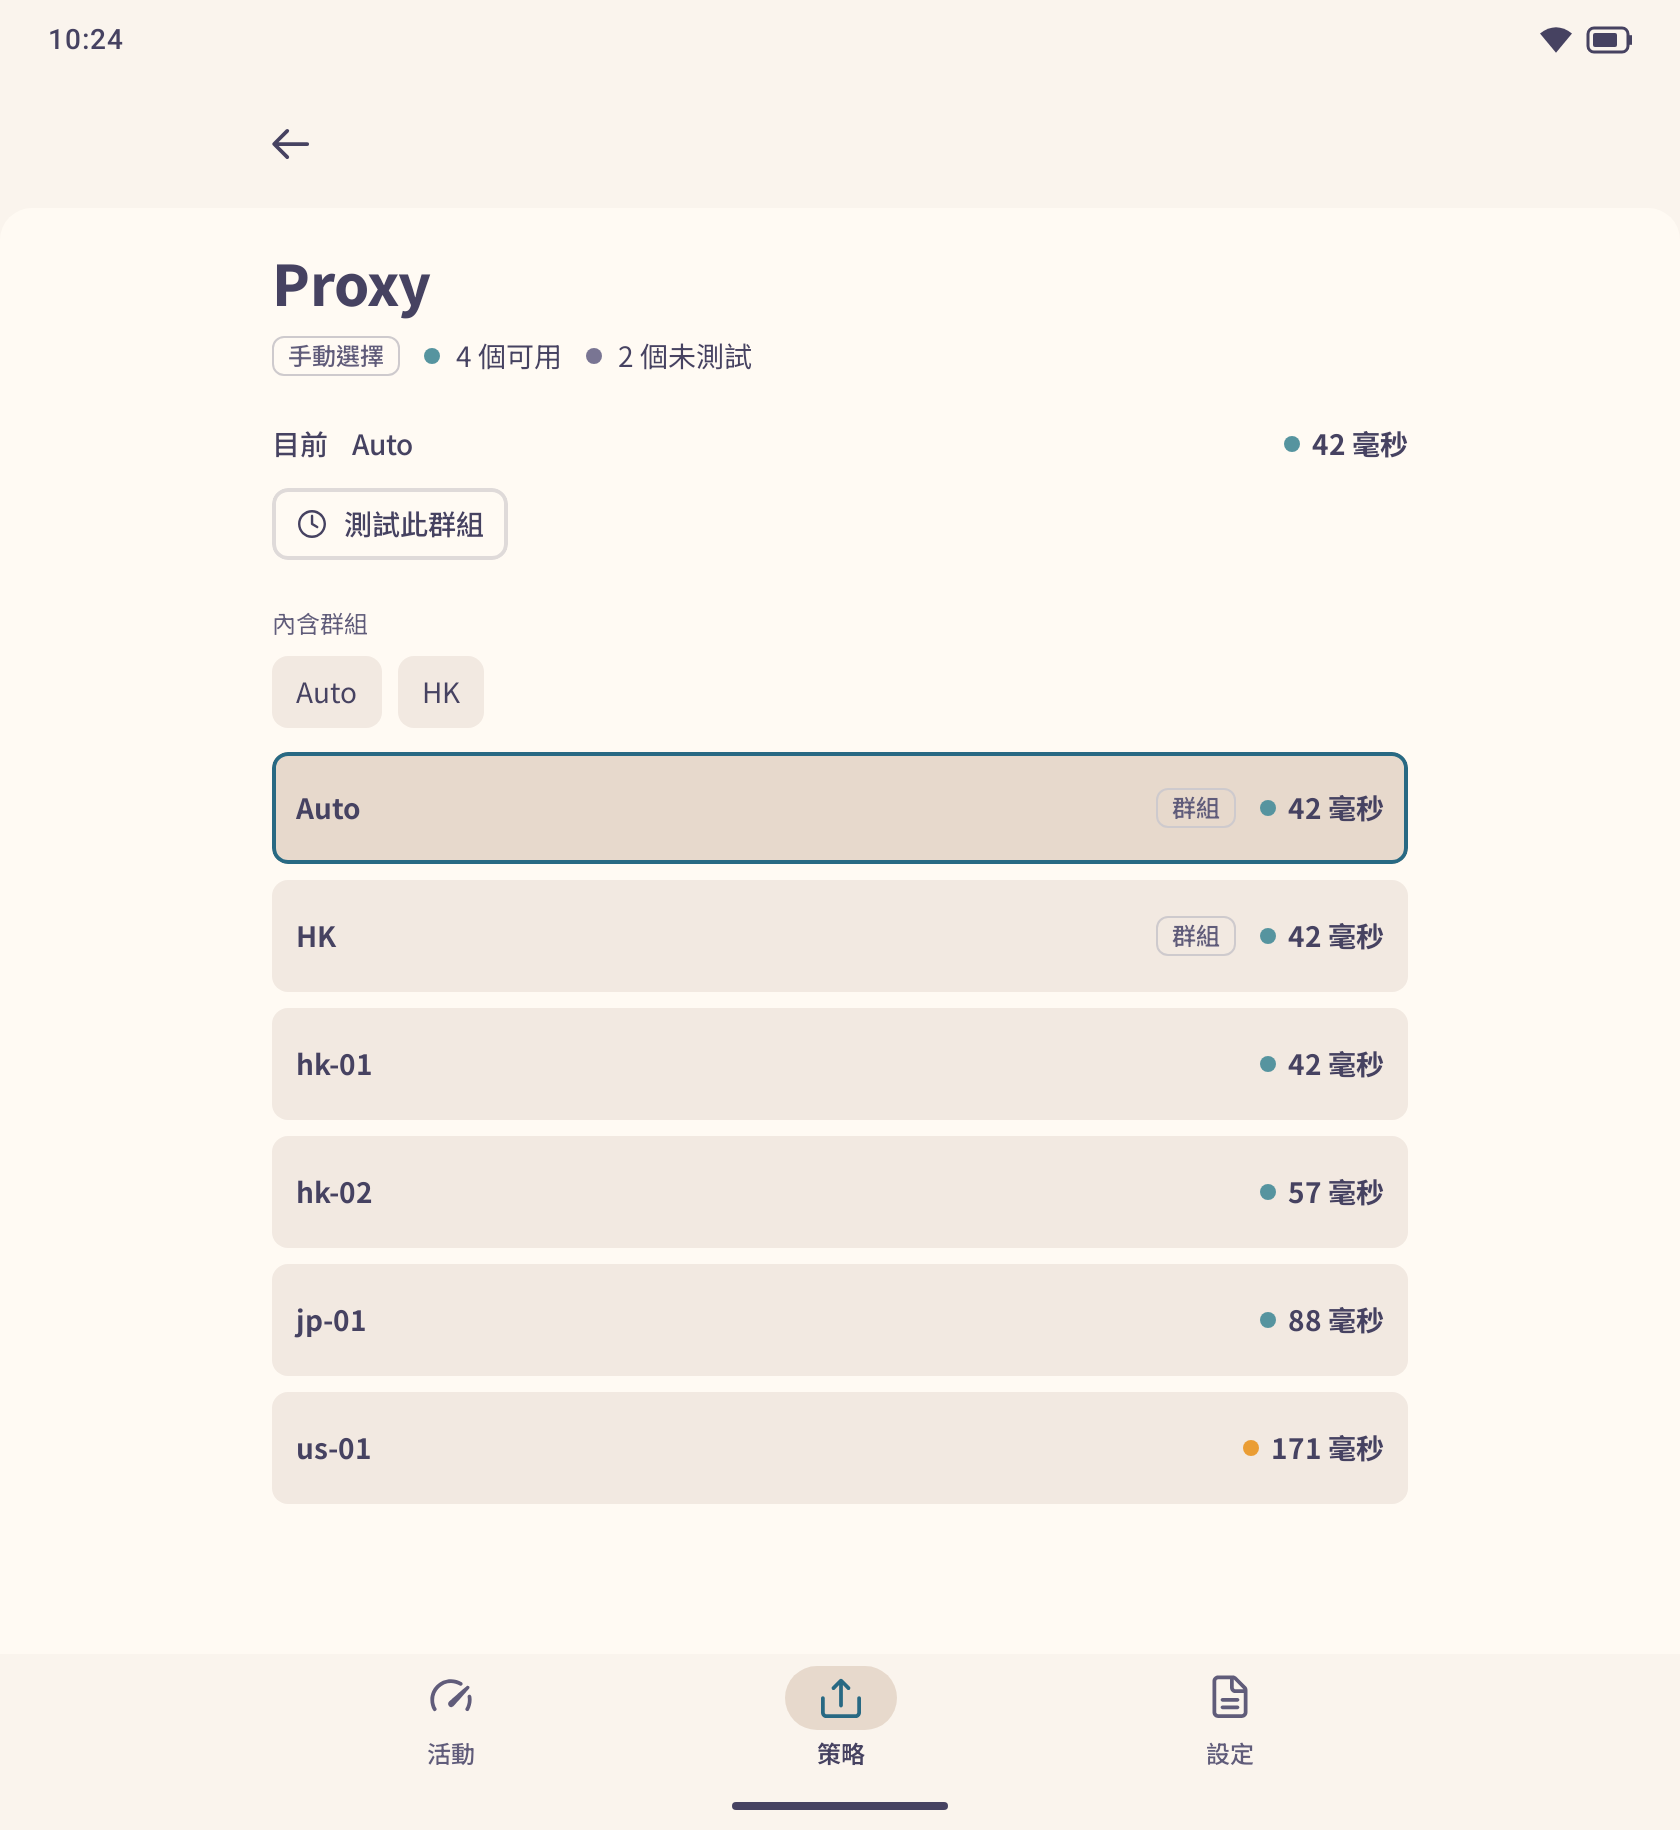 10:24
Proxy
手動選擇 4 個可用 2 個未測試
目前 Auto 42 毫秒
測試此群組
內含群組
Auto HK
Auto 群組 42 毫秒
HK 群組 42 毫秒
hk-01 42 毫秒
hk-02 57 毫秒
jp-01 88 毫秒
us-01 171 毫秒
活動 策略 設定